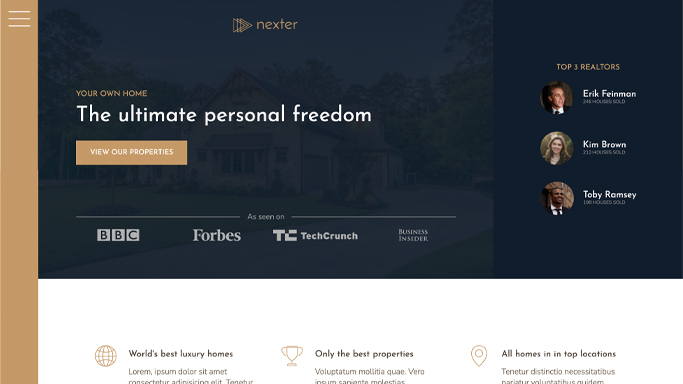 nexter
TOP 3 REALTORS
YOUR OWN HOME
The ultimate personal freedom
VIEW OUR PROPERTIES
Erik Feinman
245 HOUSES SOLD
Kim Brown
212 HOUSES SOLD
Toby Ramsey
198 HOUSES SOLD
As seen on
BBC
Forbes
TC TechCrunch
BUSINESS
INSIDER
World's best luxury homes
Lorem, ipsum dolor sit amet
consectetur adipisicing elit. Tenetur
Only the best properties
Voluptatum mollitia quae. Vero
ipsum sapiente molestias
All homes in in top locations
Tenetur distinctio necessitatibus
pariatur voluptatibus quidem